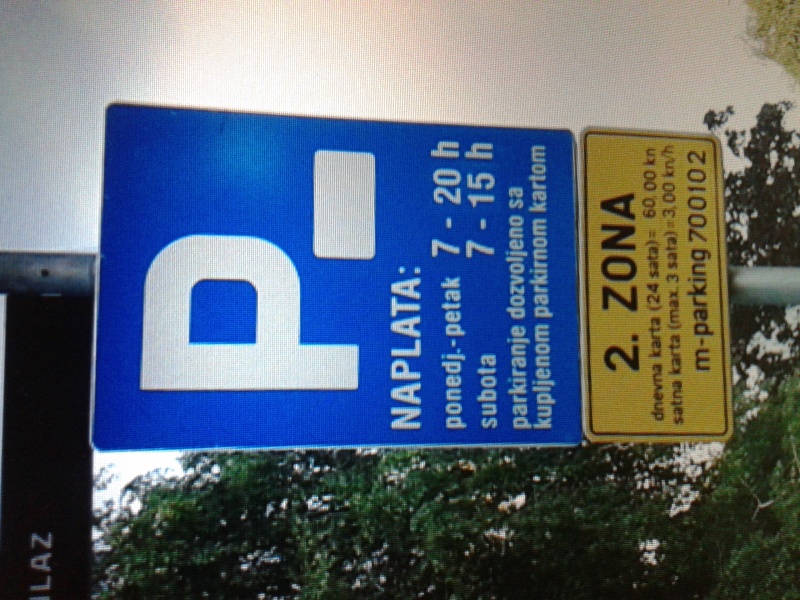 P
NAPLATA:
ponedj.-petak 7 - 20 h
subota 7 - 15 h
parkiranje dozvoljeno sa
kupljenom parkirnom kartom
2. ZONA
dnevna karta (24 sata)= 60,00 kn
satna karta (max 3 sata)=3,00 kn/h
m-parking 700102
ILAZ